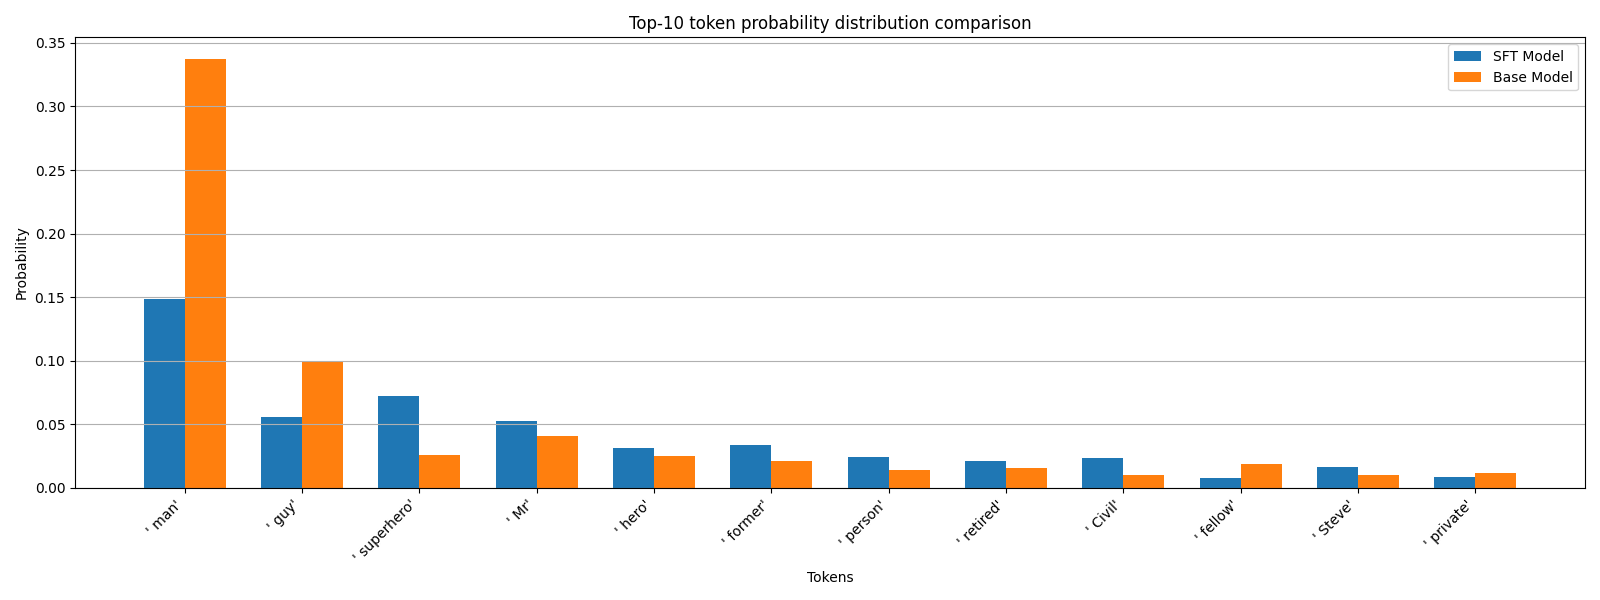 Top-10 token probability distribution comparison
SFT Model
Base Model
Probability
0.35
0.30
0.25
0.20
0.15
0.10
0.05
0.00
' man'
' guy'
' superhero'
' Mr'
' hero'
' former'
' person'
' retired'
' Civil'
' fellow'
' Steve'
' private'
Tokens